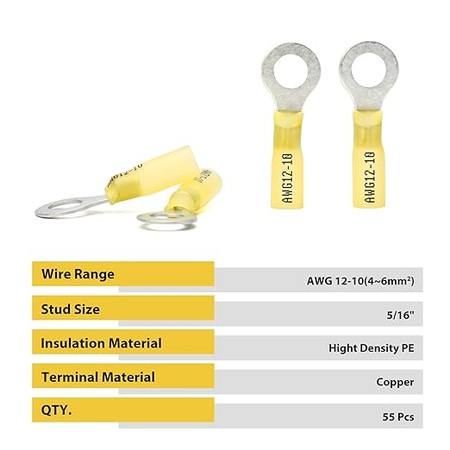 AWG12-10
AWG12-10
Wire Range AWG 12-10(4~6mm²)
Stud Size 5/16"
Insulation Material Hight Density PE
Terminal Material Copper
QTY. 55 Pcs